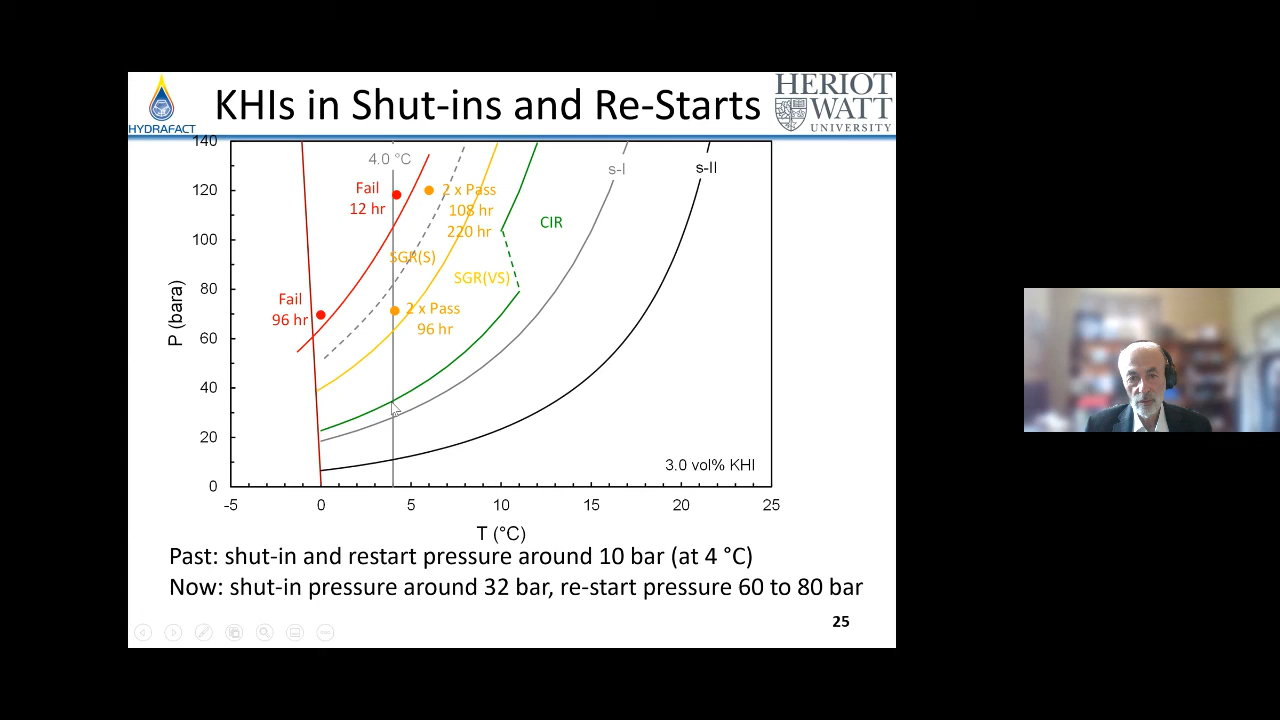 KHIs in Shut-ins and Re-Starts
HYDRAFACT
HERIOT
WATT
UNIVERSITY
140
120
100
80
60
40
20
0
P (bara)
4.0 °C
Fail
12 hr
2 x Pass
108 hr
220 hr
SGR(S)
SGR(VS)
CIR
s-I
s-II
Fail
96 hr
2 x Pass
96 hr
3.0 vol% KHI
-5 0 5 10 15 20 25
T (°C)
Past: shut-in and restart pressure around 10 bar (at 4 °C)
Now: shut-in pressure around 32 bar, re-start pressure 60 to 80 bar
25